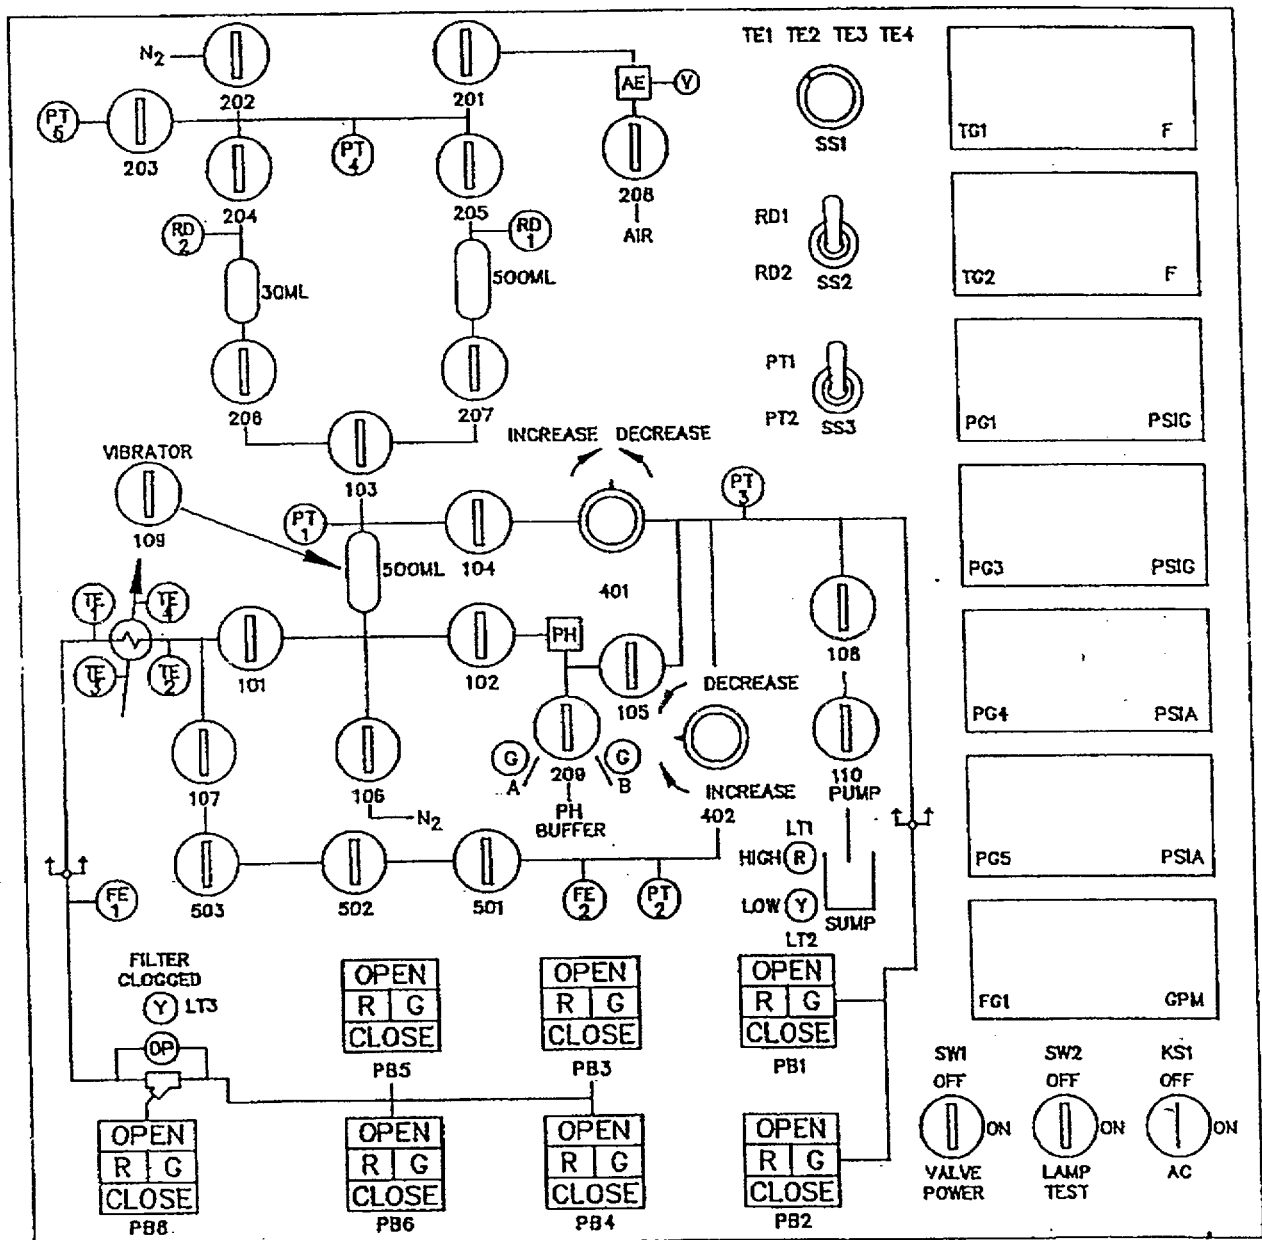 TE1 TE2 TE3 TE4
N2
202
201
AE
V
TG1 F
PT 5
203
PT 4
SS1
204
205
208
AIR
RD 2
RD 1
RD1
RD2
SS2
TG2 F
30ML
500ML
206
207
PT1
PT2
SS3
PG1 PSIG
INCREASE DECREASE
VIBRATOR
103
109
PT 1
104
401
PT 3
500ML
PG3 PSIG
TE 1
TE 4
TE 3
TE 2
101
102
PH
105
108
DECREASE
PG4 PSIA
107
106
N2
G
A
209
G
B
PH
BUFFER
INCREASE
402
110
PUMP
LT1
HIGH R
LOW Y
LT2
SUMP
PG5 PSIA
503
502
501
FE 1
FE 2
PT 2
FILTER
CLOGGED
Y LT3
DP
OPEN
R G
CLOSE
PB5
OPEN
R G
CLOSE
PB3
OPEN
R G
CLOSE
PB1
FG1 GPM
OPEN
R G
CLOSE
PB8
OPEN
R G
CLOSE
PB6
OPEN
R G
CLOSE
PB4
OPEN
R G
CLOSE
PB2
SW1
OFF
ON
VALVE
POWER
SW2
OFF
ON
LAMP
TEST
KS1
OFF
ON
AC